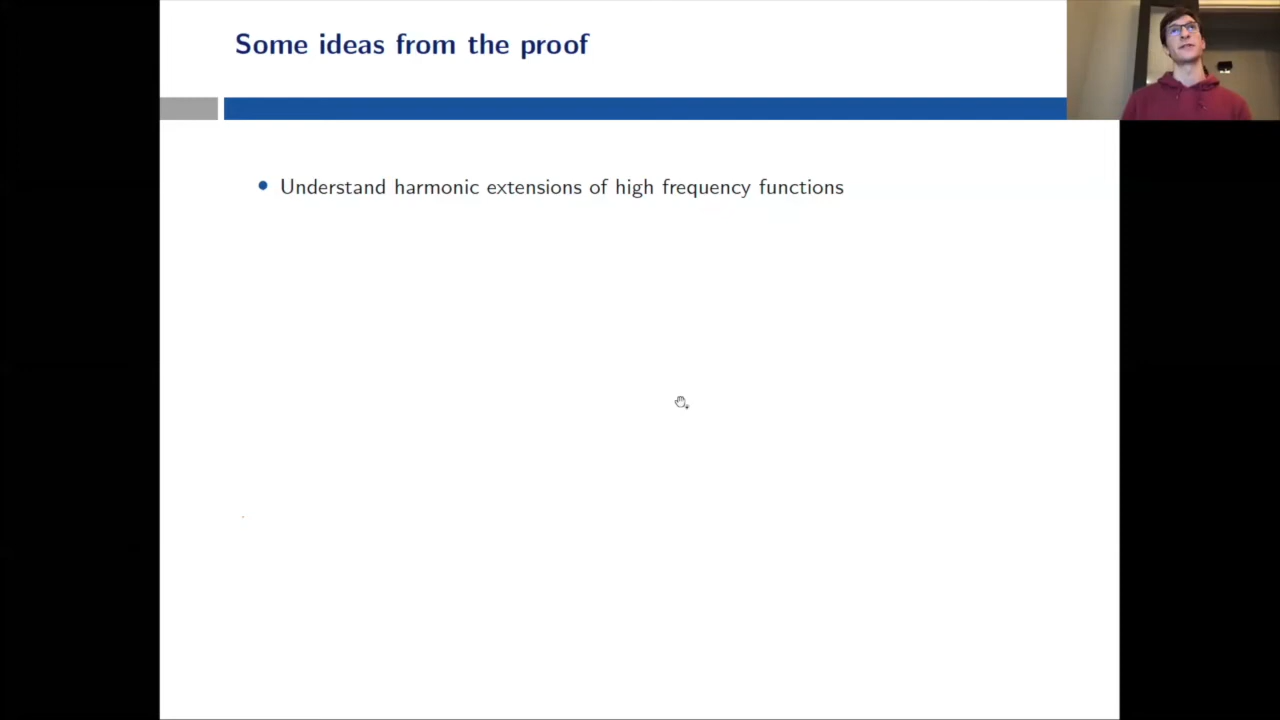 Some ideas from the proof
Understand harmonic extensions of high frequency functions